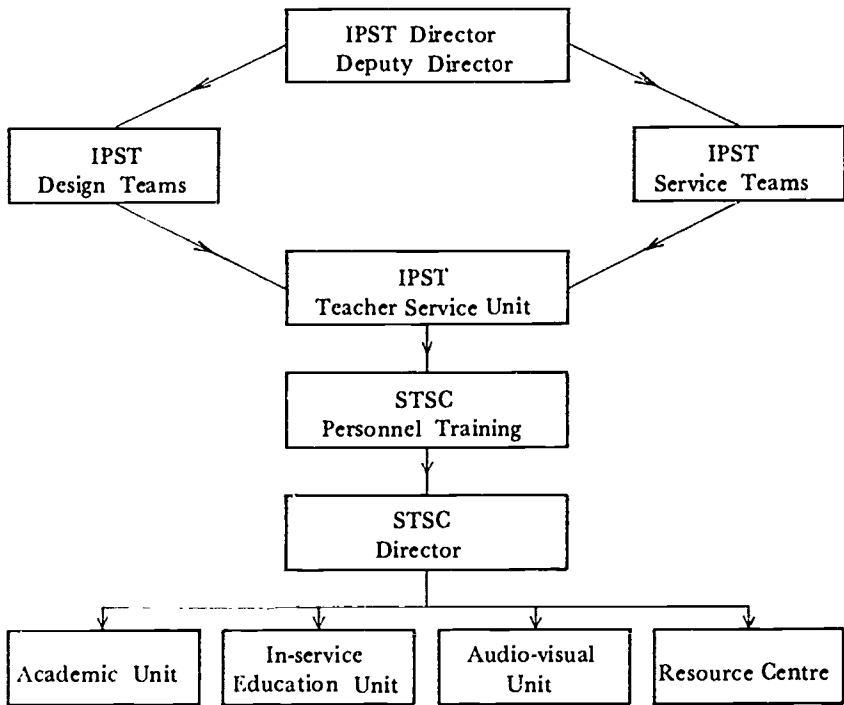 IPST Director
Deputy Director
IPST
Design Teams
IPST
Service Teams
IPST
Teacher Service Unit
STSC
Personnel Training
STSC
Director
Academic Unit
In-service
Education Unit
Audio-visual
Unit
Resource Centre